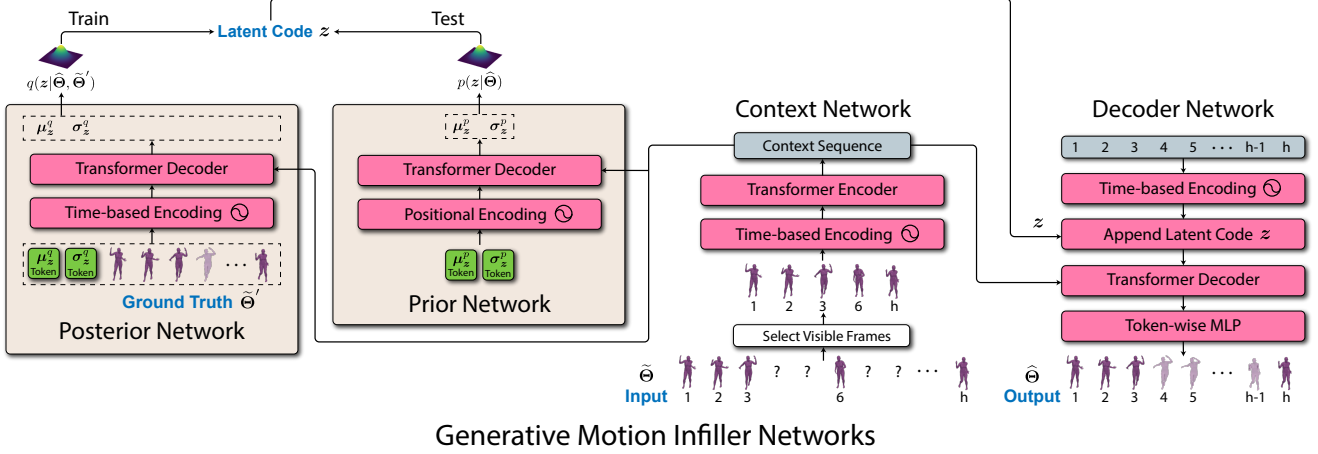 Train
Latent Code z
Test
q(z|Θ̂, Θ̃′)
p(z|Θ̂)
μ_z^q σ_z^q
Transformer Decoder
Time-based Encoding
μ_z^q Token
σ_z^q Token
...
Ground Truth Θ̃′
Posterior Network
μ_z^p σ_z^p
Transformer Decoder
Positional Encoding
μ_z^p Token
σ_z^p Token
Prior Network
Context Network
Context Sequence
Transformer Encoder
Time-based Encoding
1 2 3 6 h
Select Visible Frames
Θ̃
Input
? ? ? ? ...
1 2 3 6 h
Decoder Network
1 2 3 4 5 ... h-1 h
Time-based Encoding
z
Append Latent Code z
Transformer Decoder
Token-wise MLP
Θ̂
Output
...
1 2 3 4 5 h-1 h
Generative Motion Infiller Networks